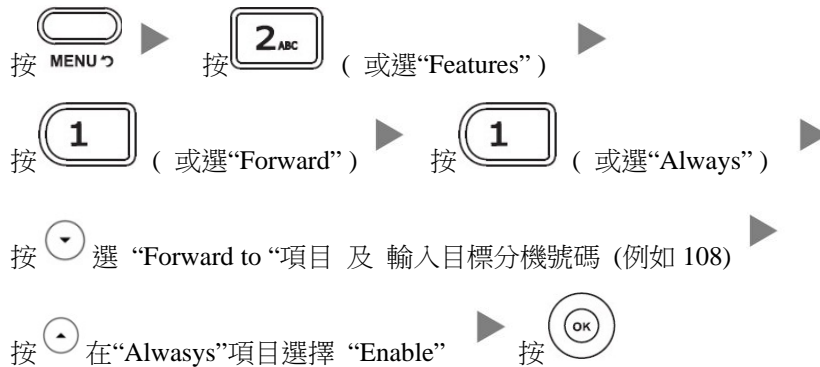 按 MENU 按 2 ABC ( 或選“Features” )
按 1 ( 或選“Forward” ) 按 1 ( 或選“Always” )
按 選 “Forward to “項目 及 輸入目標分機號碼 (例如 108)
按 在“Alwasys”項目選擇 “Enable” 按 OK